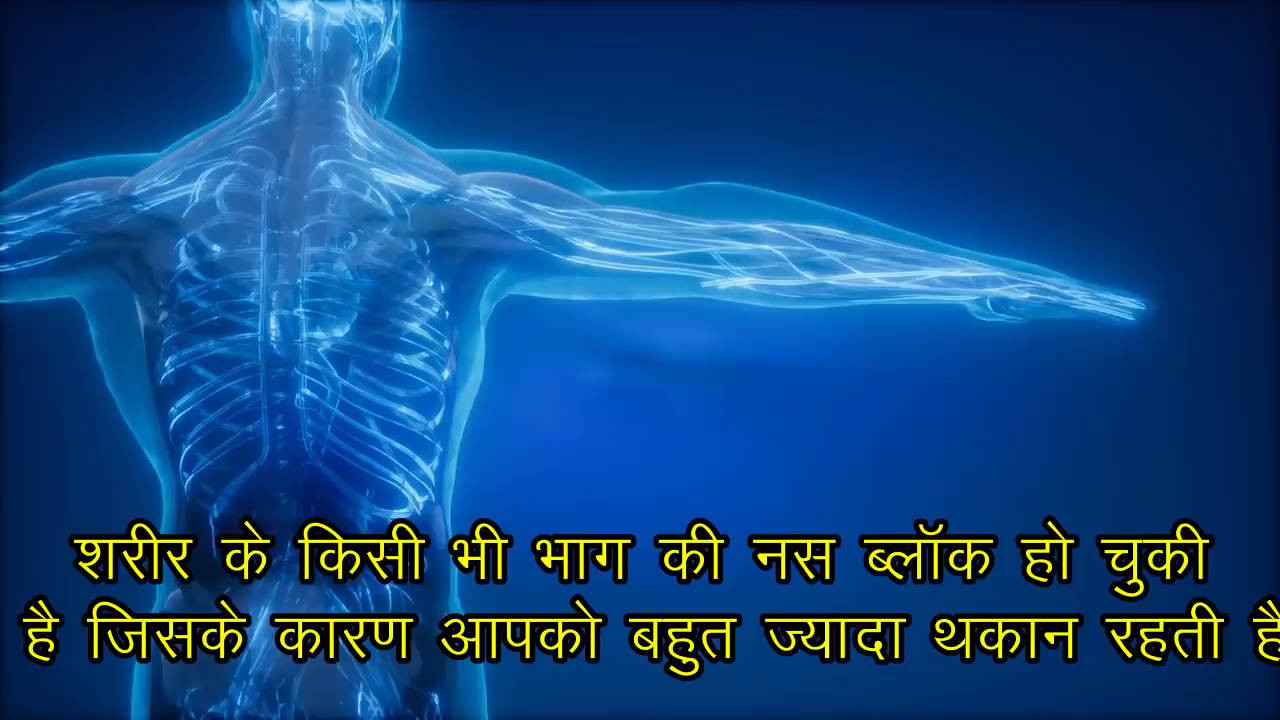 शरीर के किसी भी भाग की नस ब्लॉक हो चुकी
है जिसके कारण आपको बहुत ज्यादा थकान रहती है